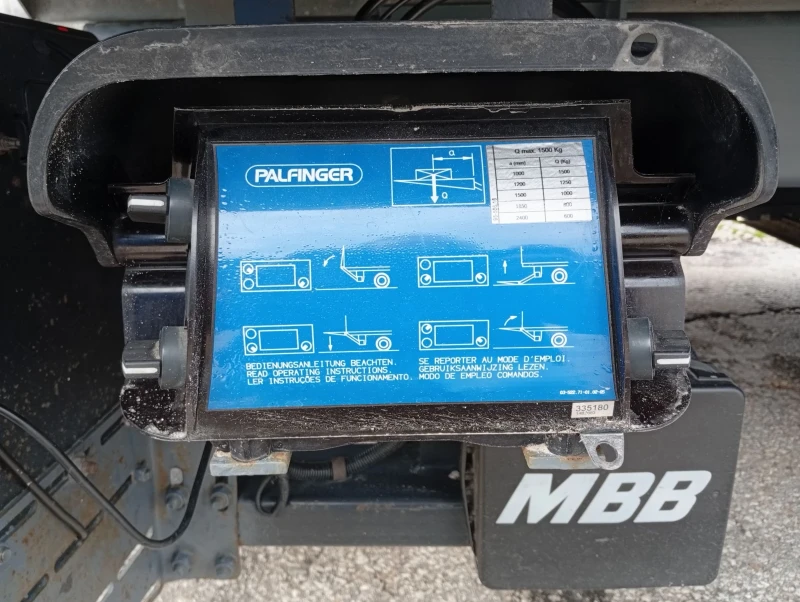 PALFINGER
a
Q
Q max. 1500 Kg
a (mm) Q (Kg)
1000 1500
1200 1250
1500 1000
600
BEDIENUNGSANLEITUNG BEACHTEN.
READ OPERATING INSTRUCTIONS.
LER INSTRUÇÕES DE FUNCIONAMENTO.
SE REPORTER AU MODE D'EMPLOI.
GEBRUIKSAANWIJZING LEZEN.
MODO DE EMPLEO COMANDOS.
335180
MBB